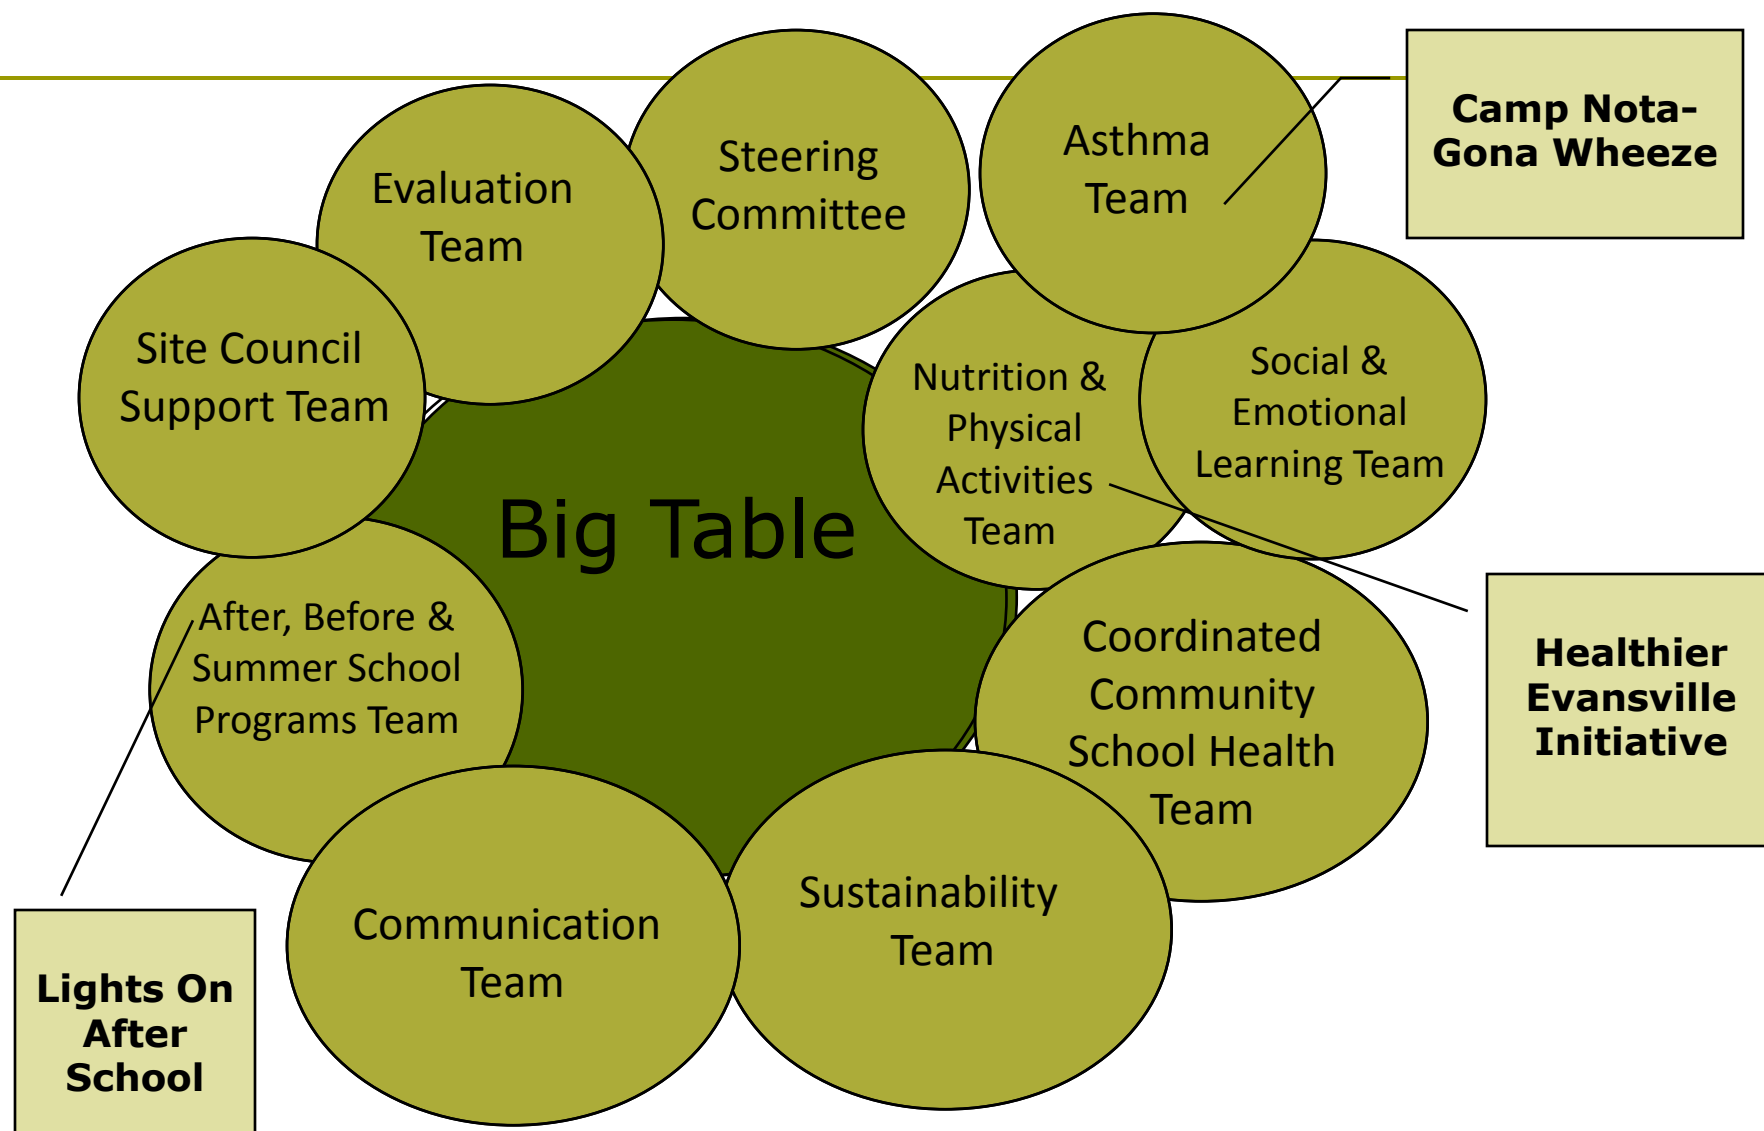 Steering
Committee
Asthma
Team
Camp Nota-
Gona Wheeze
Evaluation
Team
Site Council
Support Team
Nutrition &
Physical
Activities
Team
Social &
Emotional
Learning Team
Big Table
After, Before &
Summer School
Programs Team
Coordinated
Community
School Health
Team
Healthier
Evansville
Initiative
Communication
Team
Sustainability
Team
Lights On
After
School